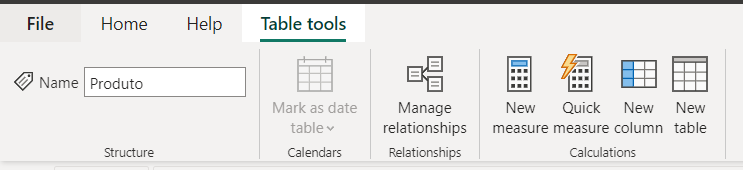 File Home Help Table tools
Name Produto
Mark as date
table
Manage
relationships
New
measure
Quick
measure
New
column
New
table
Structure Calendars Relationships Calculations